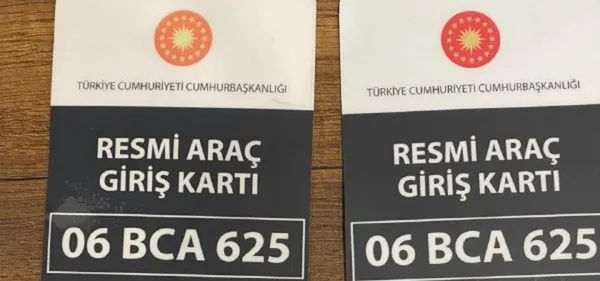 TÜRKİYE CUMHURİYETİ CUMHURBAŞKANLIĞI
RESMİ ARAÇ
GİRİŞ KARTI
06 BCA 625
TÜRKİYE CUMHURİYETİ CUMHURBAŞKANLIĞI
RESMİ ARAÇ
GİRİŞ KARTI
06 BCA 625